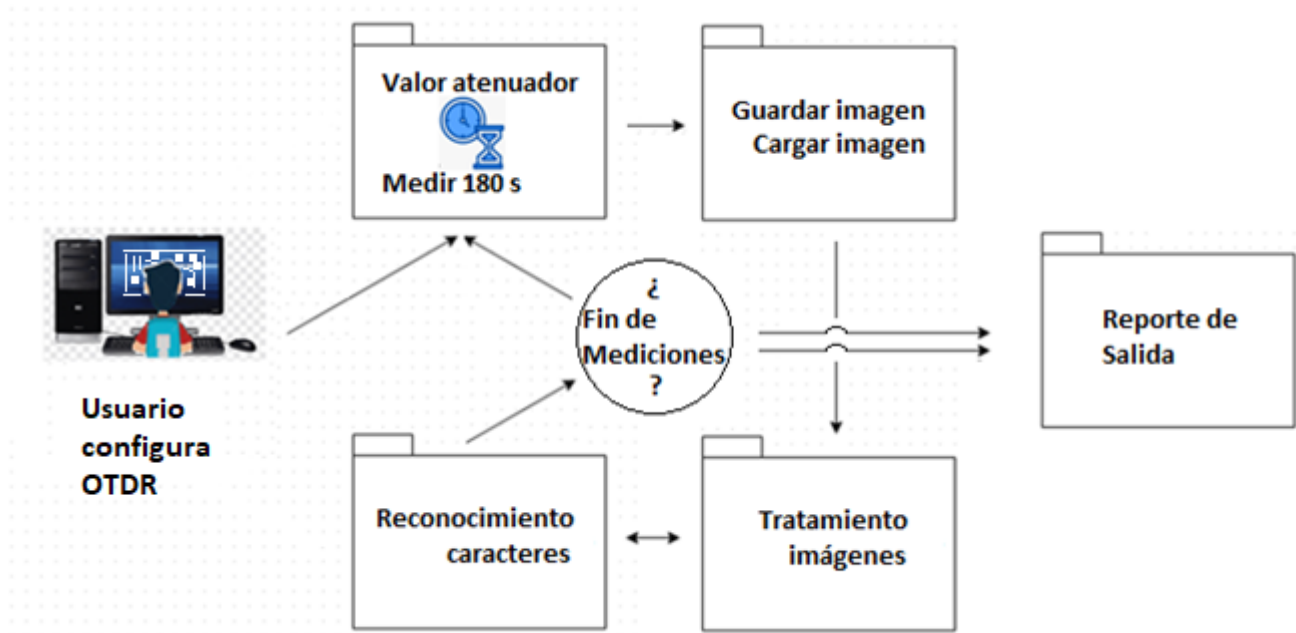 Valor atenuador
Medir 180 s
Guardar imagen
Cargar imagen
Usuario
configura
OTDR
¿
Fin de
Mediciones
?
Reporte de
Salida
Reconocimiento
caracteres
Tratamiento
imágenes